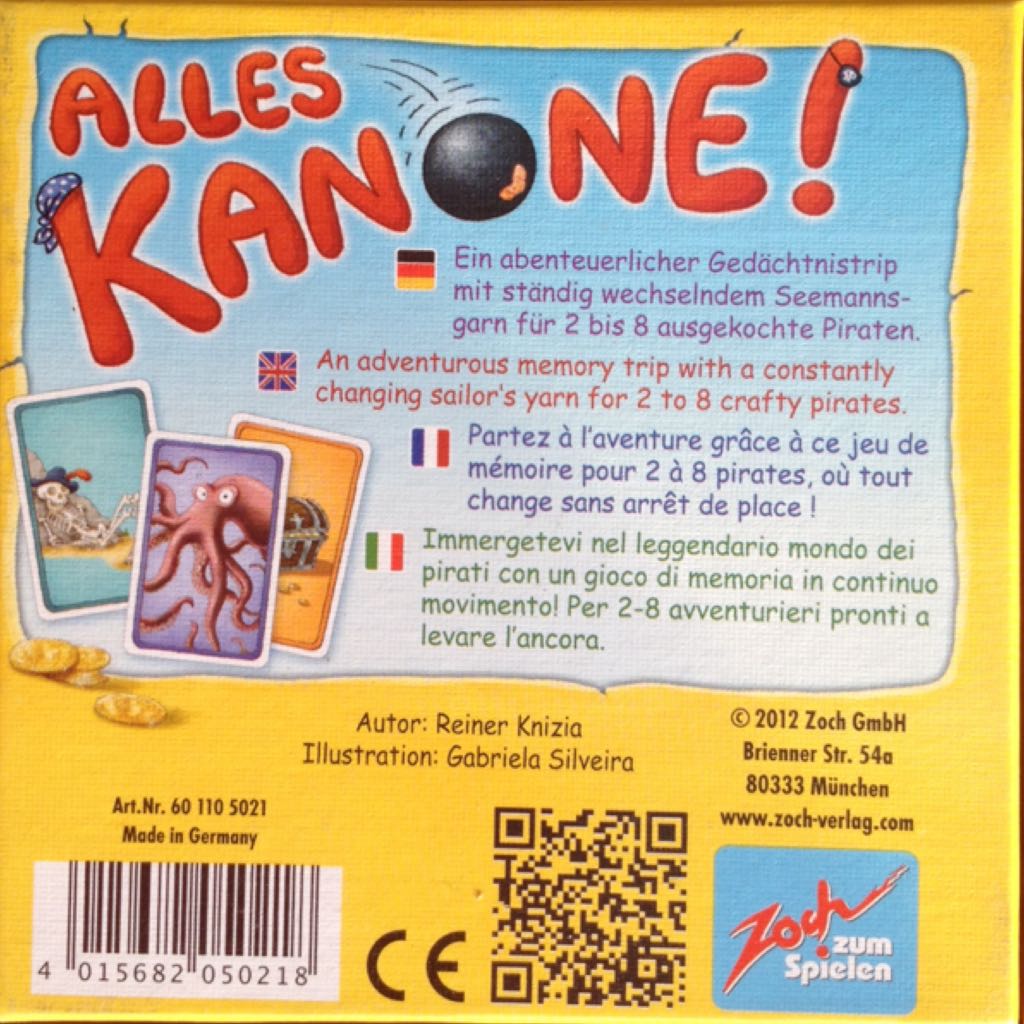 ALLES
KANONE!
Ein abenteuerlicher Gedächtnistrip
mit ständig wechselndem Seemanns-
garn für 2 bis 8 ausgekochte Piraten.
An adventurous memory trip with a constantly
changing sailor's yarn for 2 to 8 crafty pirates.
Partez à l'aventure grâce à ce jeu de
mémoire pour 2 à 8 pirates, où tout
change sans arrêt de place !
Immergetevi nel leggendario mondo dei
pirati con un gioco di memoria in continuo
movimento! Per 2-8 avventurieri pronti a
levare l'ancora.
Autor: Reiner Knizia
Illustration: Gabriela Silveira
© 2012 Zoch GmbH
Brienner Str. 54a
80333 München
www.zoch-verlag.com
Art.Nr. 60 110 5021
Made in Germany
4 015682 050218
CE
Zoch
zum
Spielen